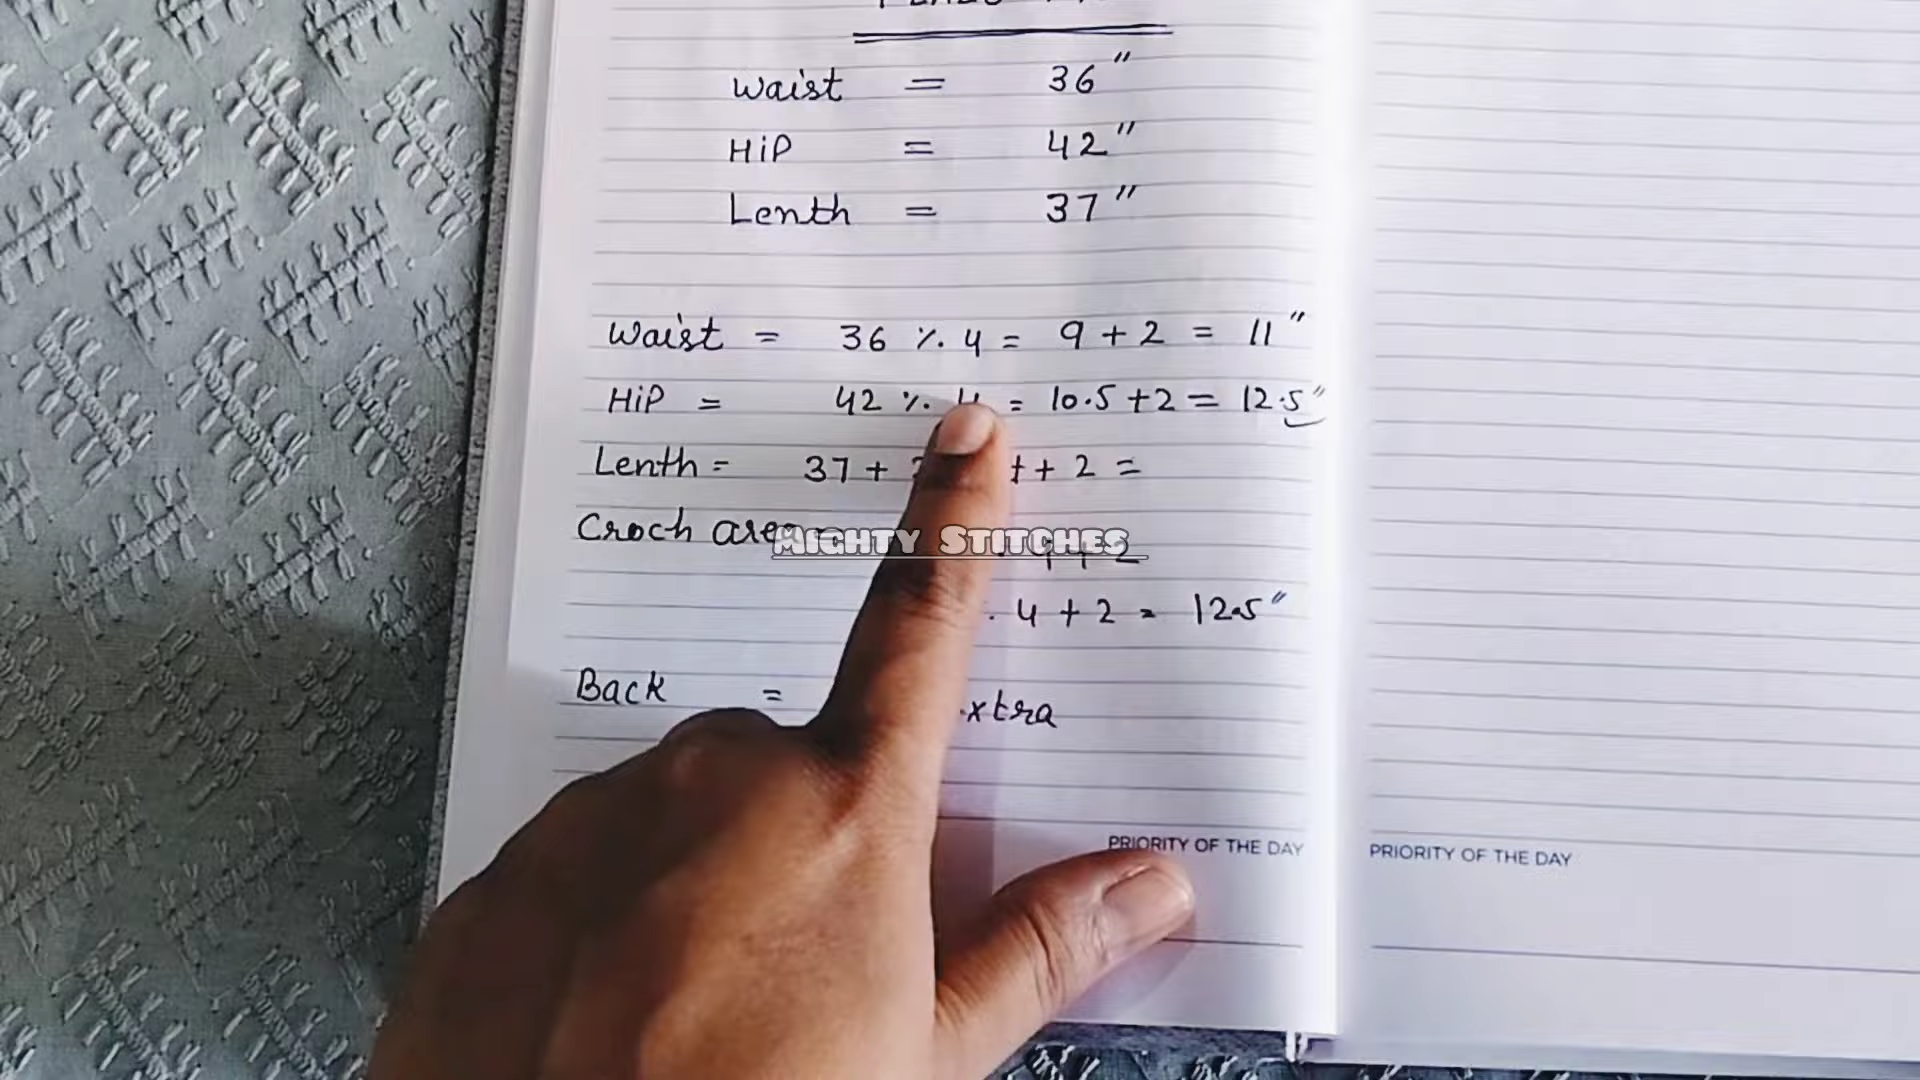 Waist = 36"
HiP = 42"
Lenth = 37"
Waist = 36 ٪ 4 = 9 + 2 = 11"
HiP = 42 ٪ 4 = 10.5 + 2 = 12.5"
Lenth = 37 + + 2 =
Croch area
Mighty Stitches
4 + 2 = 12.5"
Back =
PRIORITY OF THE DAY
PRIORITY OF THE DAY